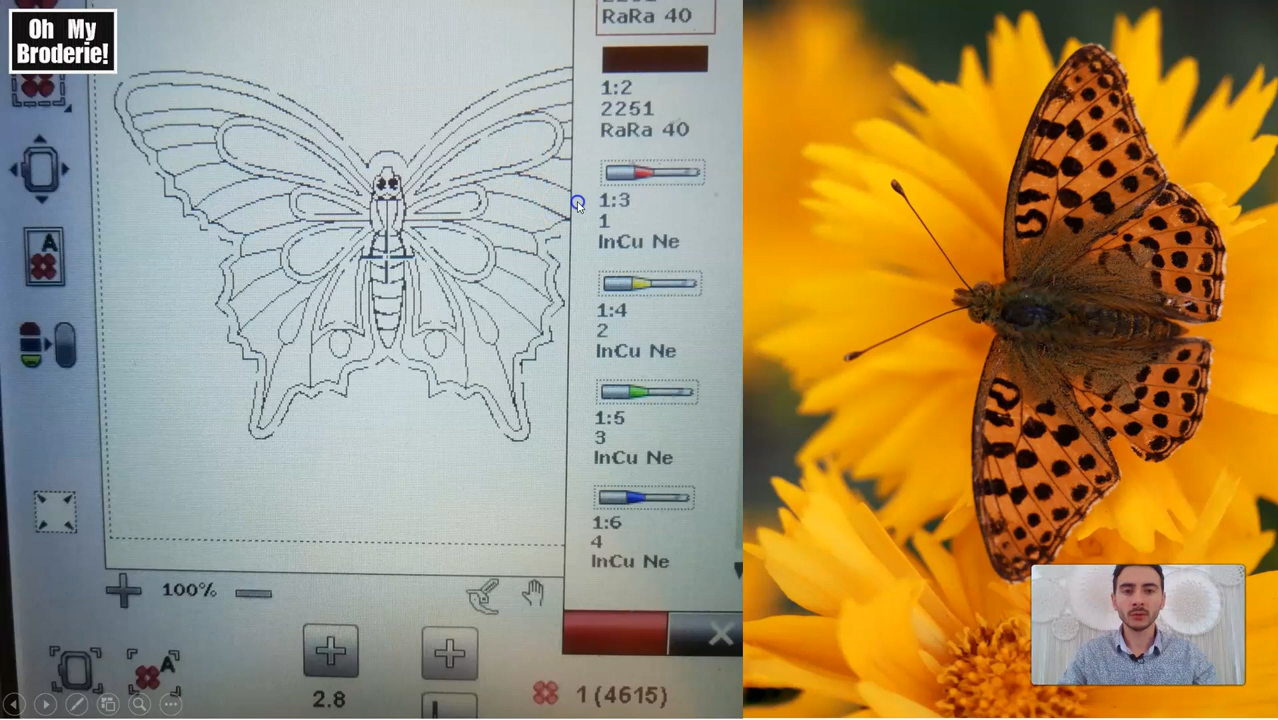 Oh My
Broderie!
RaRa 40
1:2
2251
RaRa 40
1:3
1
InCu Ne
1:4
2
InCu Ne
1:5
3
InCu Ne
1:6
4
InCu Ne
A
100%
A
2.8
1 (4615)